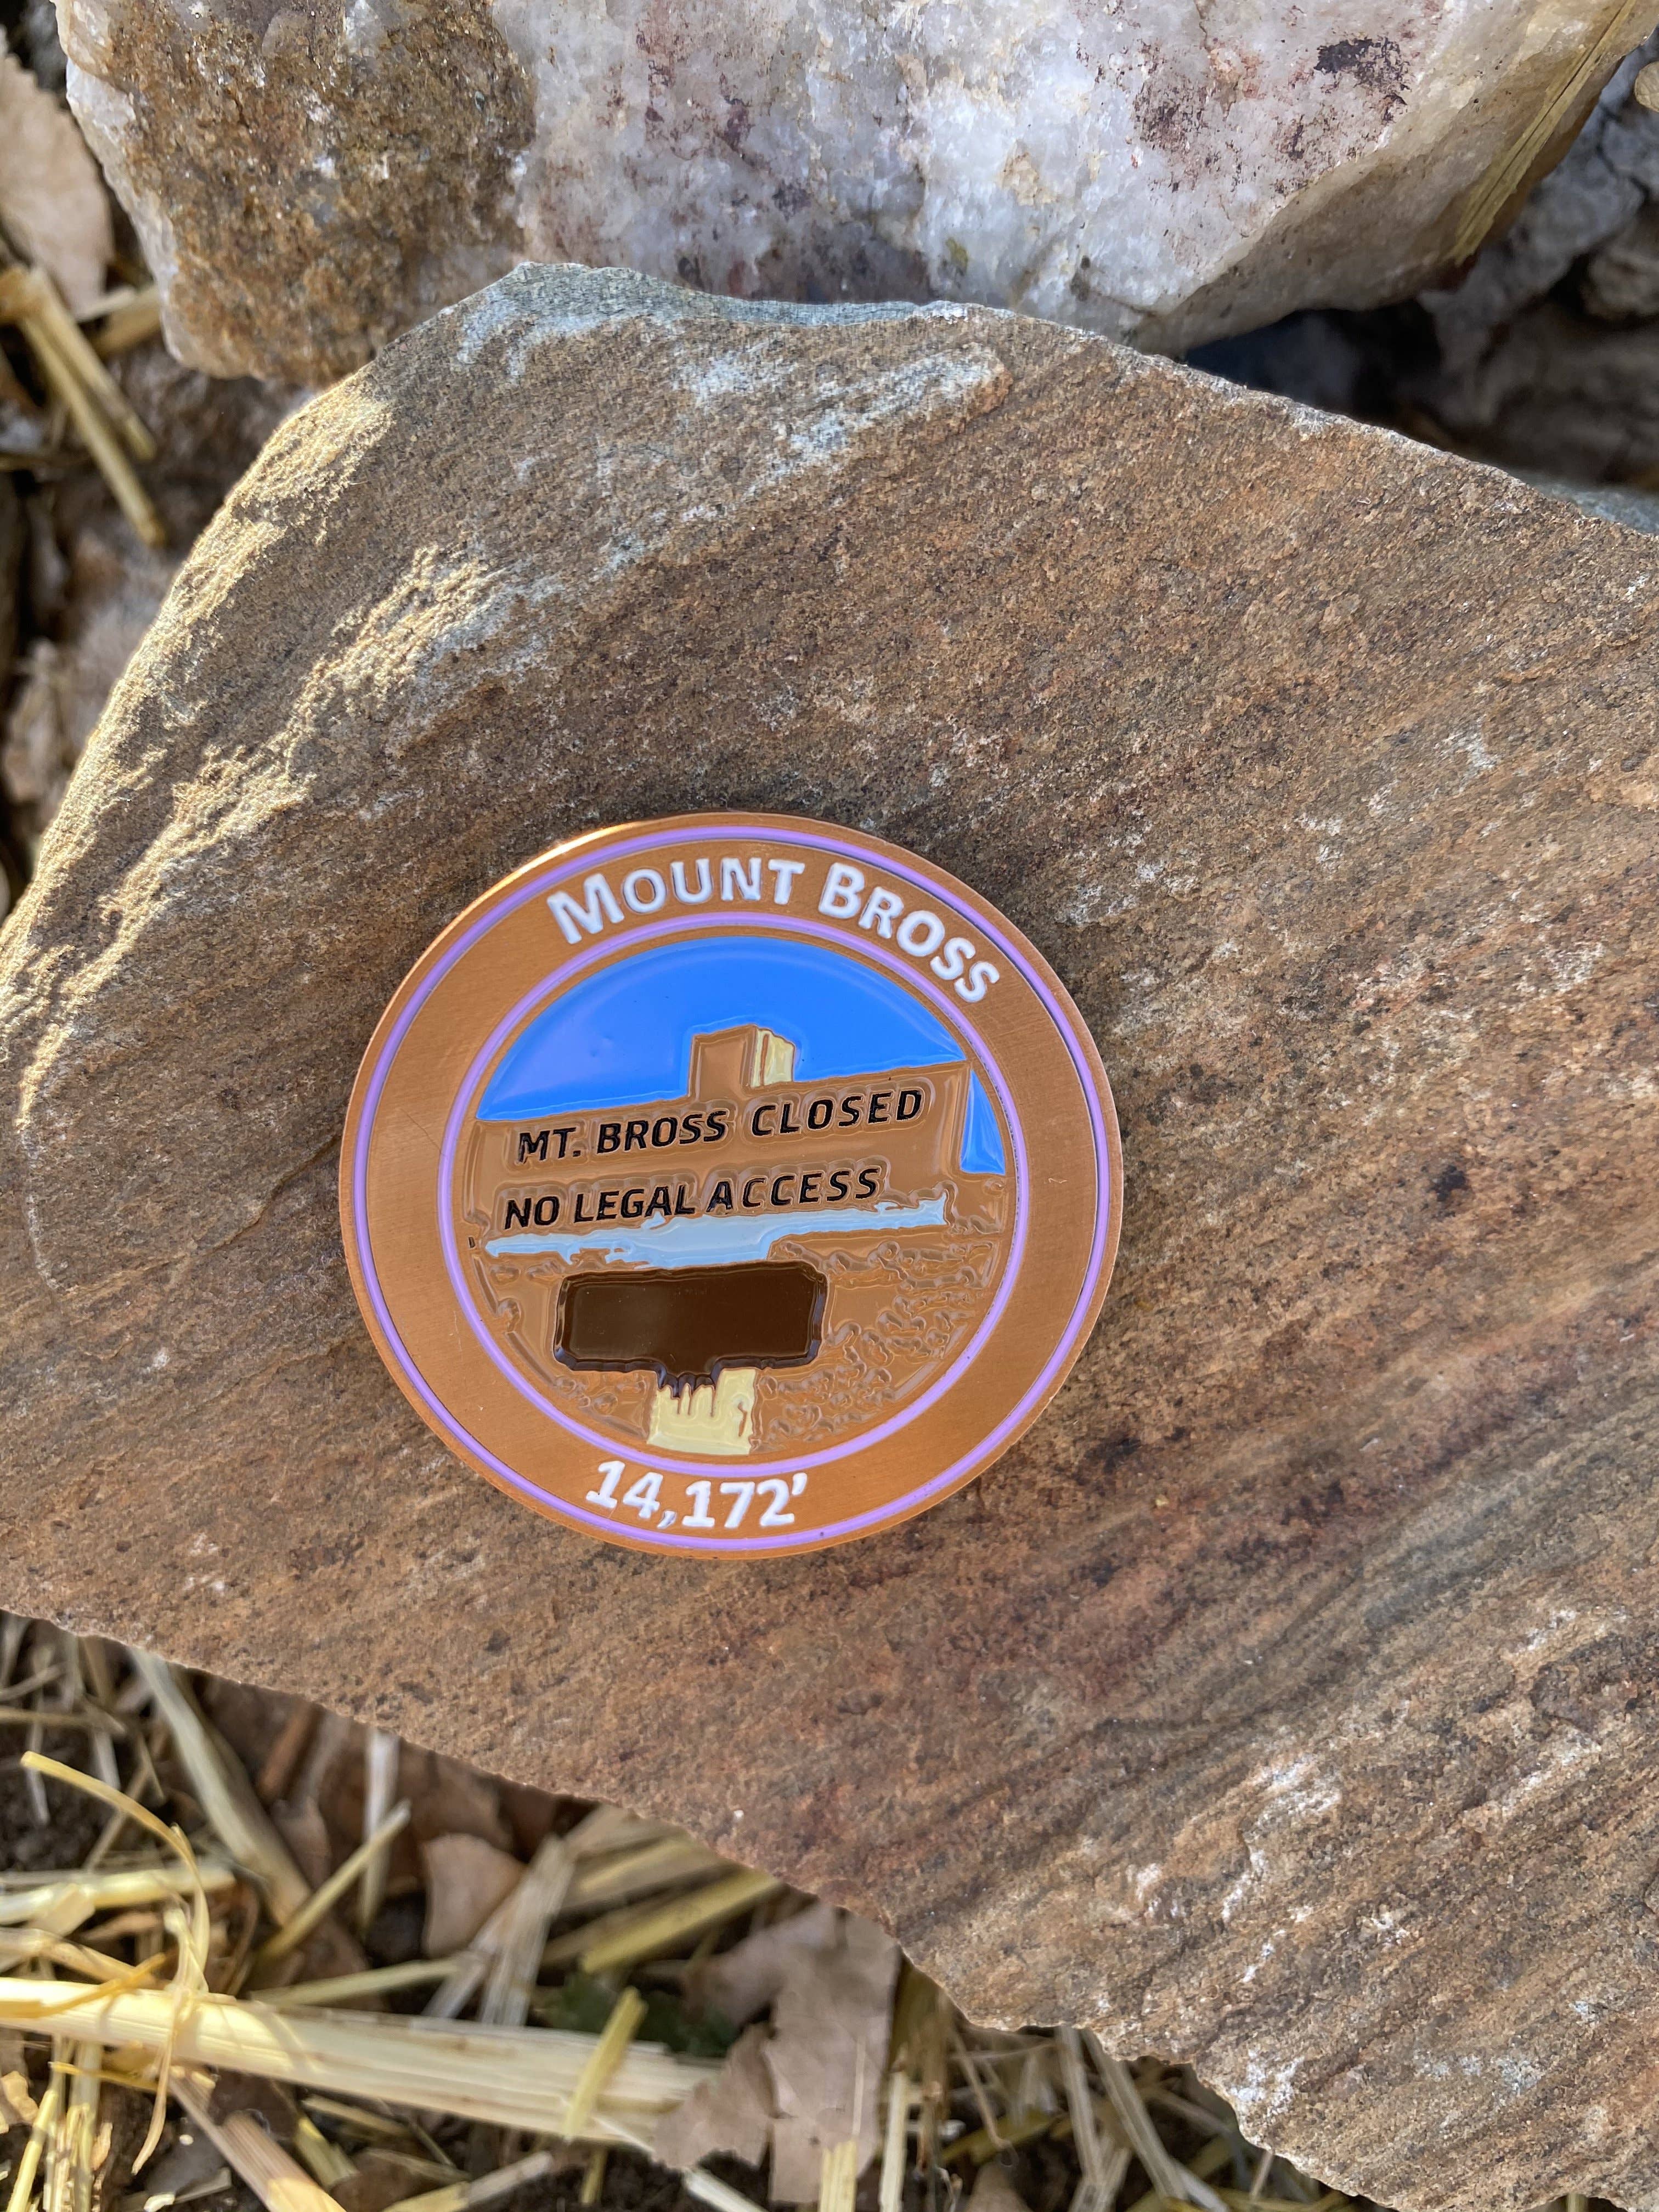 MOUNT BROSS
MT. BROSS CLOSED
NO LEGAL ACCESS
14,172'